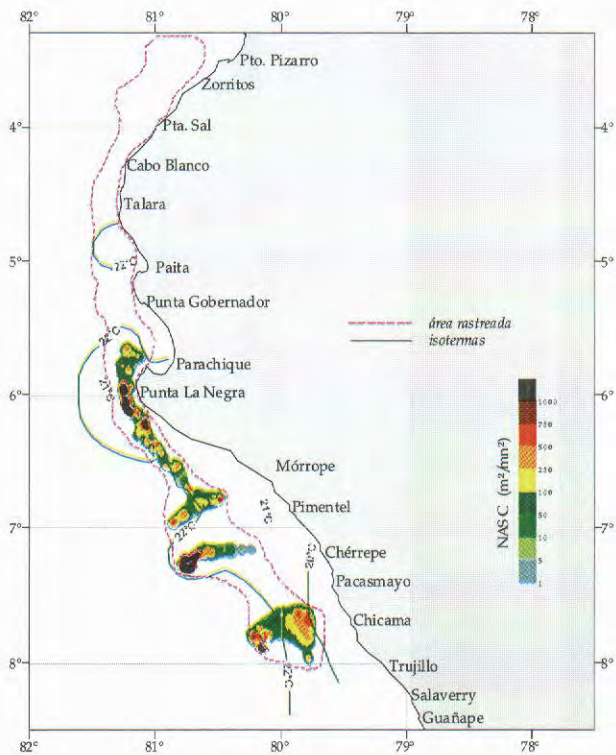 82° 81° 80° 79° 78°
Pto. Pizarro
Zorritos
4° Pta. Sal 4°
Cabo Blanco
Talara
22°C
5° Paita 5°
Punta Gobernador
área rastreada
isotermas
22°C
Parachique
21°C
6° Punta La Negra 6°
1000
750
500
250
100
50
10
5
1
NASC (m²/mn²)
Mórrope
21°C
7° Pimentel 7°
22°C
Chérrepe
20°C
Pacasmayo
Chicama
8° Trujillo 8°
Salaverry
Guañape
82° 81° 80° 79° 78°